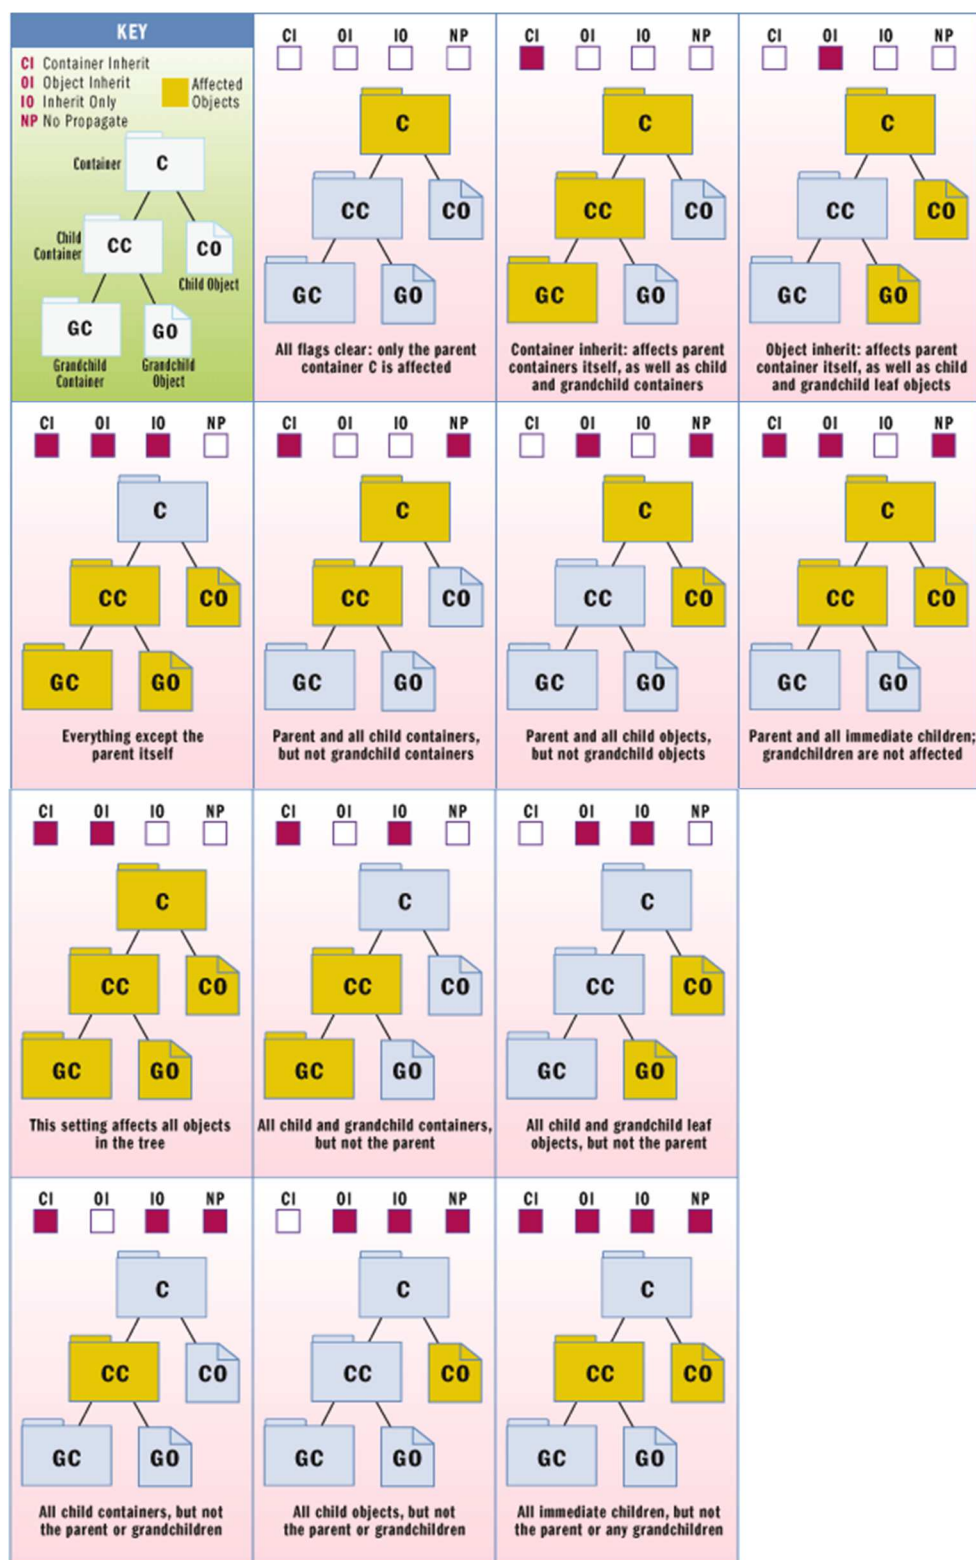 KEY
CI Container Inherit
OI Object Inherit
IO Inherit Only
NP No Propagate
Affected
Objects
Container
C
Child
Container
CC
CO
Child Object
GC
GO
Grandchild
Container
Grandchild
Object
CI OI IO NP
C
CC CO
GC GO
All flags clear: only the parent
container C is affected
CI OI IO NP
C
CC CO
GC GO
Container inherit: affects parent
containers itself, as well as child
and grandchild containers
CI OI IO NP
C
CC CO
GC GO
Object inherit: affects parent
container itself, as well as child
and grandchild leaf objects
CI OI IO NP
C
CC CO
GC GO
Everything except the
parent itself
CI OI IO NP
C
CC CO
GC GO
Parent and all child containers,
but not grandchild containers
CI OI IO NP
C
CC CO
GC GO
Parent and all child objects,
but not grandchild objects
CI OI IO NP
C
CC CO
GC GO
Parent and all immediate children;
grandchildren are not affected
CI OI IO NP
C
CC CO
GC GO
This setting affects all objects
in the tree
CI OI IO NP
C
CC CO
GC GO
All child and grandchild containers,
but not the parent
CI OI IO NP
C
CC CO
GC GO
All child and grandchild leaf
objects, but not the parent
CI OI IO NP
C
CC CO
GC GO
All child containers, but not
the parent or grandchildren
CI OI IO NP
C
CC CO
GC GO
All child objects, but not
the parent or grandchildren
CI OI IO NP
C
CC CO
GC GO
All immediate children, but not
the parent or any grandchildren